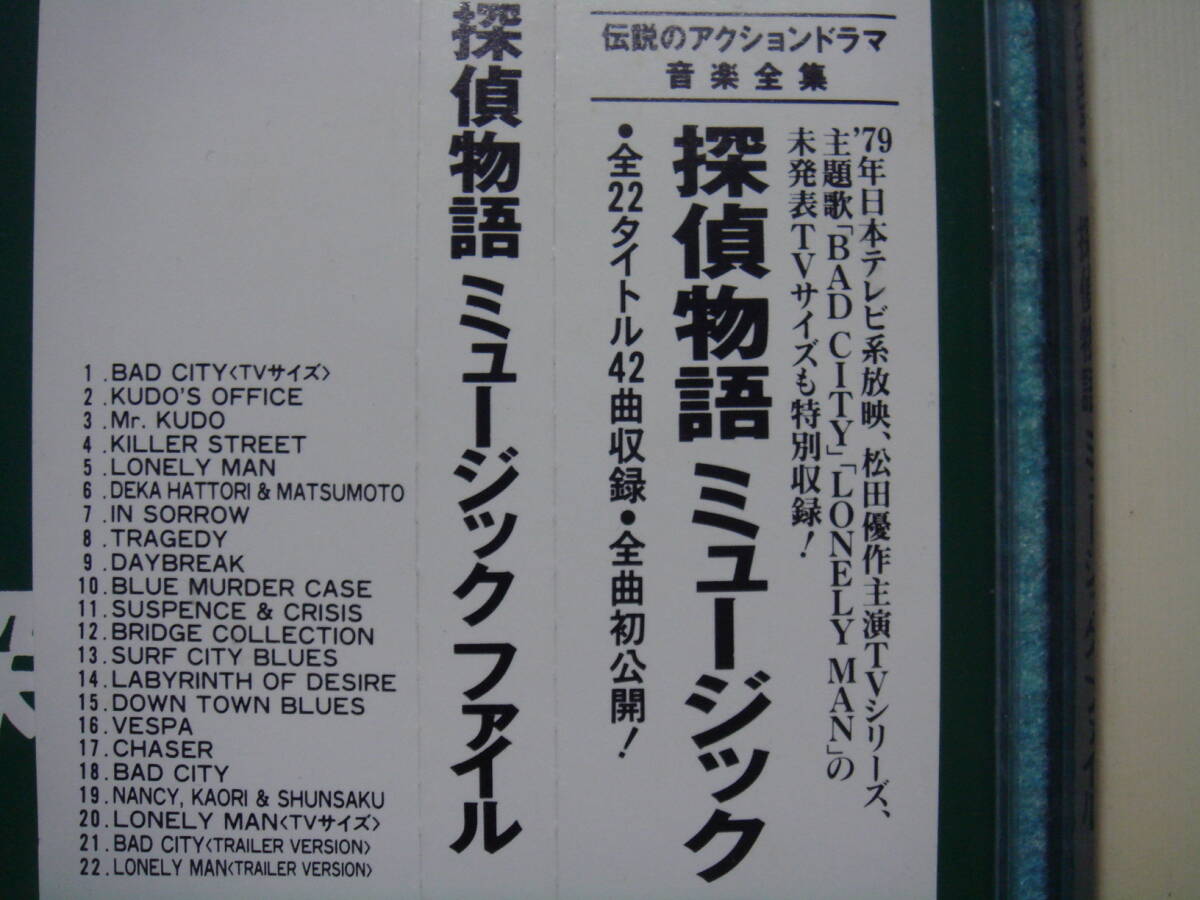 伝説のアクションドラマ
音楽全集
'79年日本テレビ系放映、松田優作主演TVシリーズ、
主題歌「BAD CITY」「LONELY MAN」の
未発表TVサイズも特別収録！
探偵物語 ミュージック
●全22タイトル42曲収録●全曲初公開！
探偵物語 ミュージック ファイル
1.BAD CITY〈TVサイズ〉
2.KUDO'S OFFICE
3.Mr. KUDO
4.KILLER STREET
5.LONELY MAN
6.DEKA HATTORI & MATSUMOTO
7.IN SORROW
8.TRAGEDY
9.DAYBREAK
10.BLUE MURDER CASE
11.SUSPENCE & CRISIS
12.BRIDGE COLLECTION
13.SURF CITY BLUES
14.LABYRINTH OF DESIRE
15.DOWN TOWN BLUES
16.VESPA
17.CHASER
18.BAD CITY
19.NANCY, KAORI & SHUNSAKU
20.LONELY MAN〈TVサイズ〉
21.BAD CITY〈TRAILER VERSION〉
22.LONELY MAN〈TRAILER VERSION〉